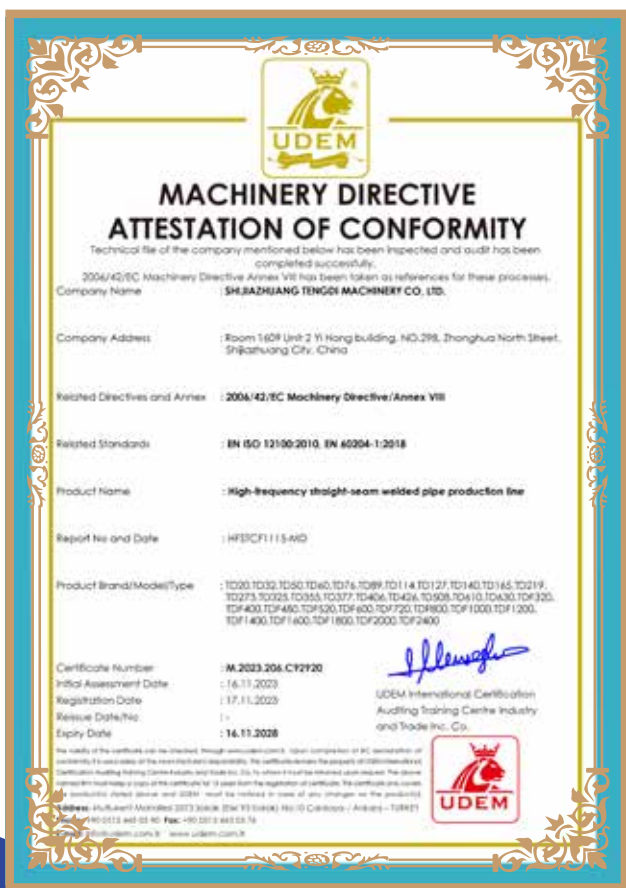 UDEM
MACHINERY DIRECTIVE
ATTESTATION OF CONFORMITY
Technical file of the company mentioned below has been inspected and audit has been
completed successfully.
2006/42/EC Machinery Directive Annex VIII has been taken as references for these processes.
Company Name : SHIJIAZHUANG TENGDI MACHINERY CO., LTD.
Company Address : Room 1609 Unit 2 Yi Hong building, NO.298, Zhonghua North Street,
Shijiazhuang City, China
Related Directives and Annex : 2006/42/EC Machinery Directive/Annex VIII
Related Standards : EN ISO 12100:2010, EN 60204-1:2018
Product Name : High-frequency straight-seam welded pipe production line
Report No and Date :
Product Brand/Model/Type : TD20,TD32,TD50,TD60,TD76,TD89,TD114,TD127,TD140,TD165,TD219,
TD273,TD325,TD355,TD377,TD406,TD426,TD508,TD610,TD630,TDF320,
TDF400,TDF480,TDF520,TDF600,TDF720,TDF800,TDF1000,TDF1200,
TDF1400,TDF1600,TDF1800,TDF2000,TDF2400
Certificate Number : M.2023.206.C92920
Initial Assessment Date : 16.11.2023
Registration Date : 17.11.2023
Reissue Date/No : -
Expiry Date : 16.11.2028
UDEM International Certification
Auditing Training Centre Industry
and Trade Inc. Co.
UDEM